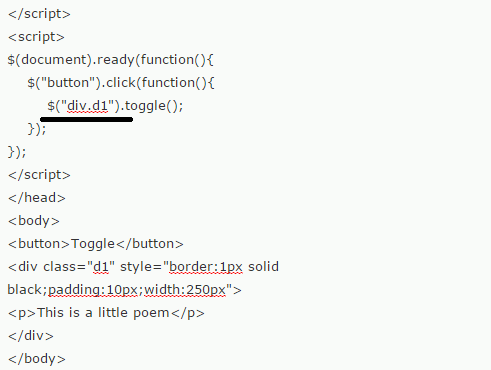 </script>
<script>
$(document).ready(function(){
$("button").click(function(){
$("div.d1").toggle();
});
});
</script>
</head>
<body>
<button>Toggle</button>
<div class="d1" style="border:1px solid
black;padding:10px;width:250px">
<p>This is a little poem</p>
</div>
</body>